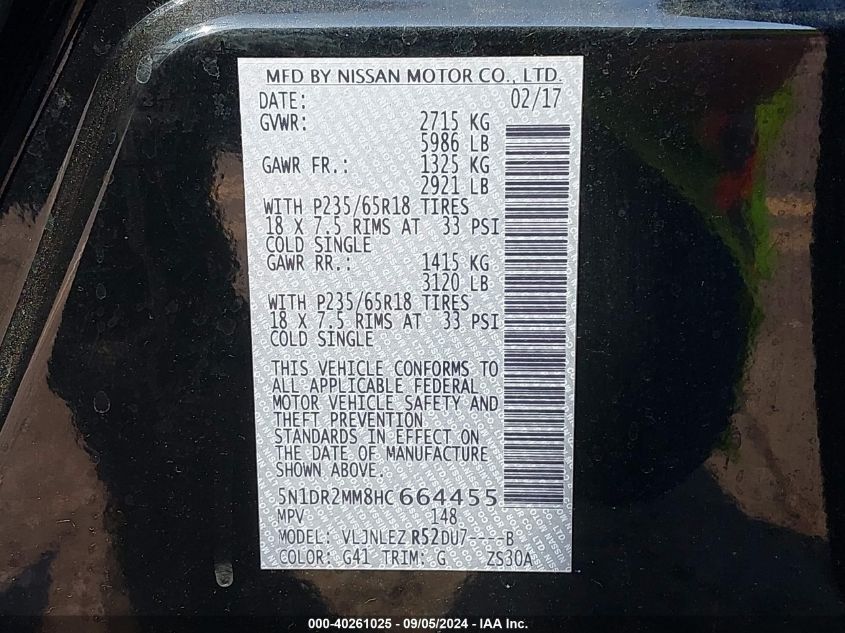 MFD BY NISSAN MOTOR CO., LTD.
DATE: 02/17
GVWR: 2715 KG
5986 LB
GAWR FR.: 1325 KG
2921 LB
WITH P235/65R18 TIRES
18 X 7.5 RIMS AT 33 PSI
COLD SINGLE
GAWR RR.: 1415 KG
3120 LB
WITH P235/65R18 TIRES
18 X 7.5 RIMS AT 33 PSI
COLD SINGLE
THIS VEHICLE CONFORMS TO
ALL APPLICABLE FEDERAL
MOTOR VEHICLE SAFETY AND
THEFT PREVENTION
STANDARDS IN EFFECT ON
THE DATE OF MANUFACTURE
SHOWN ABOVE.
5N1DR2MM8HC664455
MPV 148
MODEL: VLJNLEZ R52DU7----B
COLOR: G41 TRIM: G ZS30A
000-40261025 - 09/05/2024 - IAA Inc.